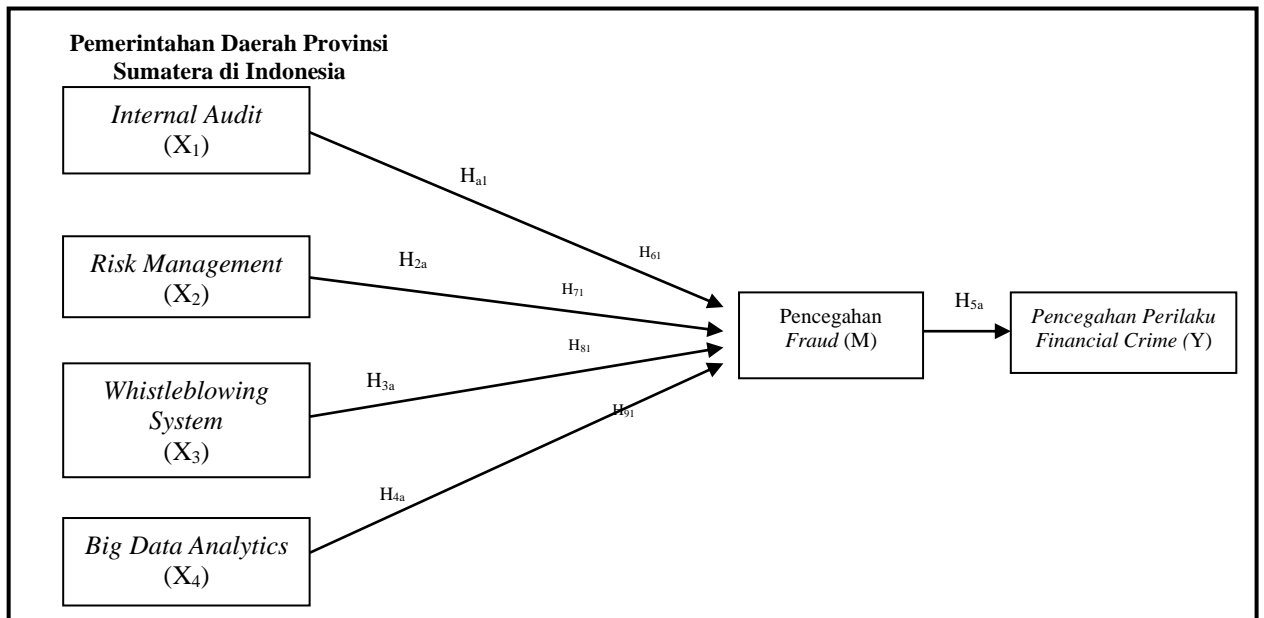 Pemerintahan Daerah Provinsi
Sumatera di Indonesia
Internal Audit
(X₁)
Hₐ₁
H₆₁
Risk Management
(X₂)
H₂ₐ
H₇₁
Pencegahan
Fraud (M)
H₅ₐ
Pencegahan Perilaku
Financial Crime (Y)
Whistleblowing
System
(X₃)
H₃ₐ
H₈₁
H₉₁
Big Data Analytics
(X₄)
H₄ₐ